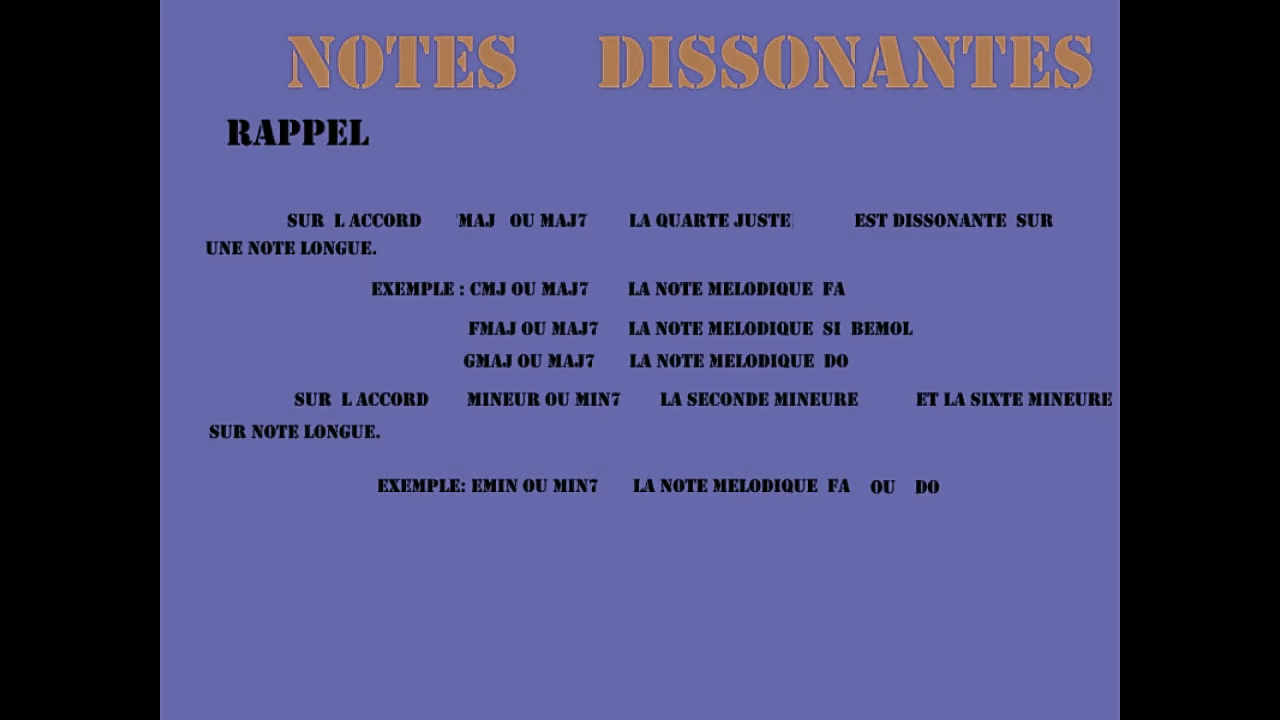 NOTES DISSONANTES
RAPPEL
SUR L ACCORD 'MAJ OU MAJ7 LA QUARTE JUSTE EST DISSONANTE SUR
UNE NOTE LONGUE.
EXEMPLE : CMJ OU MAJ7 LA NOTE MELODIQUE FA
FMAJ OU MAJ7 LA NOTE MELODIQUE SI BEMOL
GMAJ OU MAJ7 LA NOTE MELODIQUE DO
SUR L ACCORD MINEUR OU MIN7 LA SECONDE MINEURE ET LA SIXTE MINEURE
SUR NOTE LONGUE.
EXEMPLE: EMIN OU MIN7 LA NOTE MELODIQUE FA OU DO